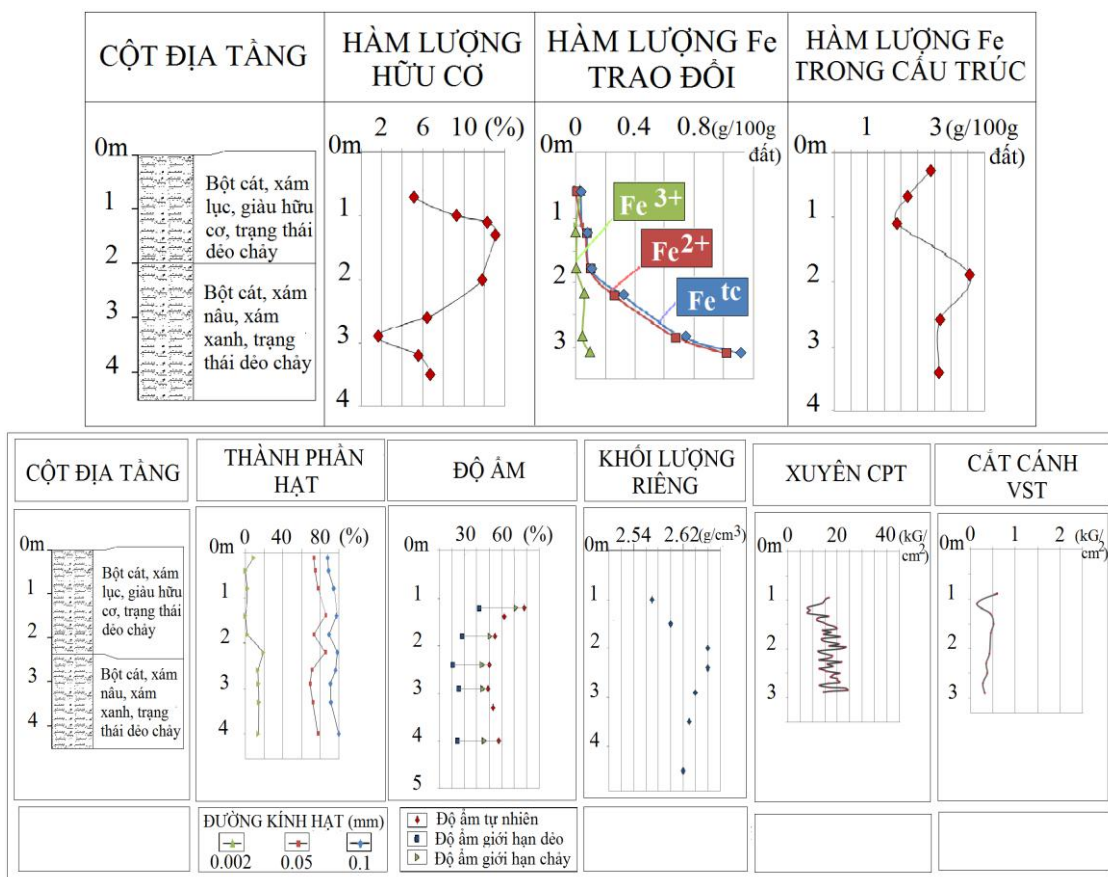 CỘT ĐỊA TẦNG
HÀM LƯỢNG
HỮU CƠ
HÀM LƯỢNG Fe
TRAO ĐỔI
HÀM LƯỢNG Fe
TRONG CẤU TRÚC
0m
1
2
3
4
Bột cát, xám
lục, giàu hữu
cơ, trạng thái
dẻo chảy
Bột cát, xám
nâu, xám
xanh, trạng
thái dẻo chảy
2 6 10 (%)
0m
1
2
3
4
0 0.4 0.8 (g/100g
đất)
0m
1
2
3
Fe 3+
Fe2+
Fe tc
1 3 (g/100g
đất)
0m
1
2
3
4
CỘT ĐỊA TẦNG
THÀNH PHẦN
HẠT
ĐỘ ẨM
KHỐI LƯỢNG
RIÊNG
XUYÊN CPT
CẮT CÁNH
VST
0m
1
2
3
4
Bột cát, xám
lục, giàu hữu
cơ, trạng thái
dẻo chảy
Bột cát, xám
nâu, xám
xanh, trạng
thái dẻo chảy
0 40 80 (%)
0m
1
2
3
4
30 60 (%)
0m
1
2
3
4
5
2.54 2.62 (g/cm3)
0m
1
2
3
4
0 20 40 (kG/
cm2)
0m
1
2
3
0 1 2 (kG/
cm2)
0m
1
2
3
ĐƯỜNG KÍNH HẠT (mm)
0.002 0.05 0.1
Độ ẩm tự nhiên
Độ ẩm giới hạn dẻo
Độ ẩm giới hạn chảy